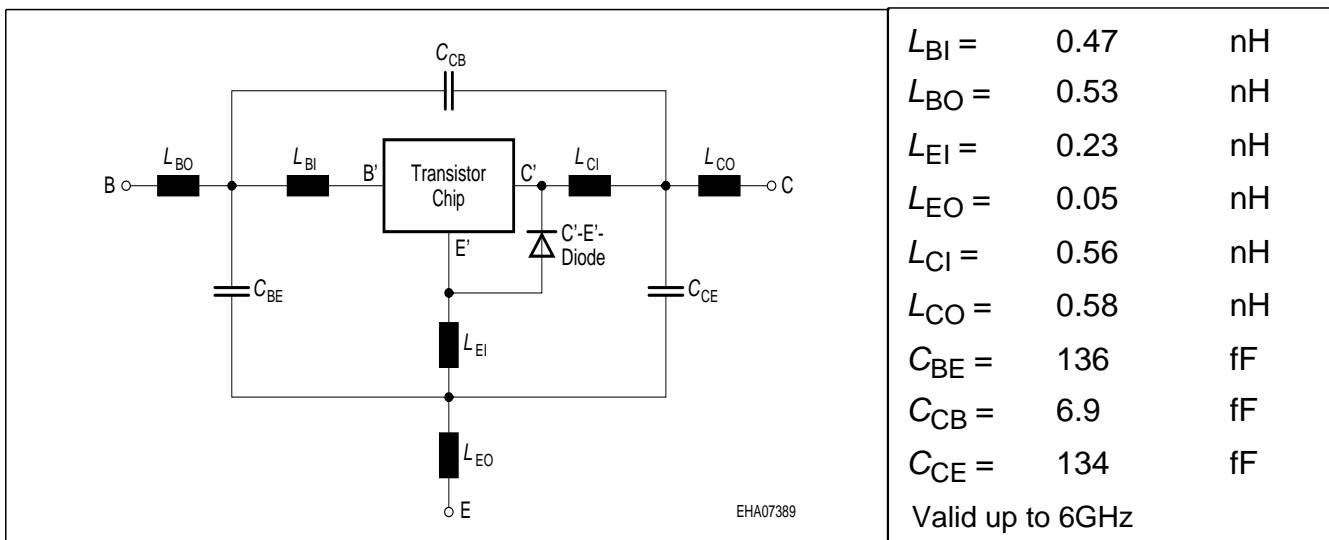 C_CB
L_BO
L_BI
B'
Transistor
Chip
C'
L_CI
L_CO
B
C
E'
C'-E'-
Diode
C_BE
C_CE
L_EI
L_EO
E
EHA07389
L_BI = 0.47 nH
L_BO = 0.53 nH
L_EI = 0.23 nH
L_EO = 0.05 nH
L_CI = 0.56 nH
L_CO = 0.58 nH
C_BE = 136 fF
C_CB = 6.9 fF
C_CE = 134 fF
Valid up to 6GHz